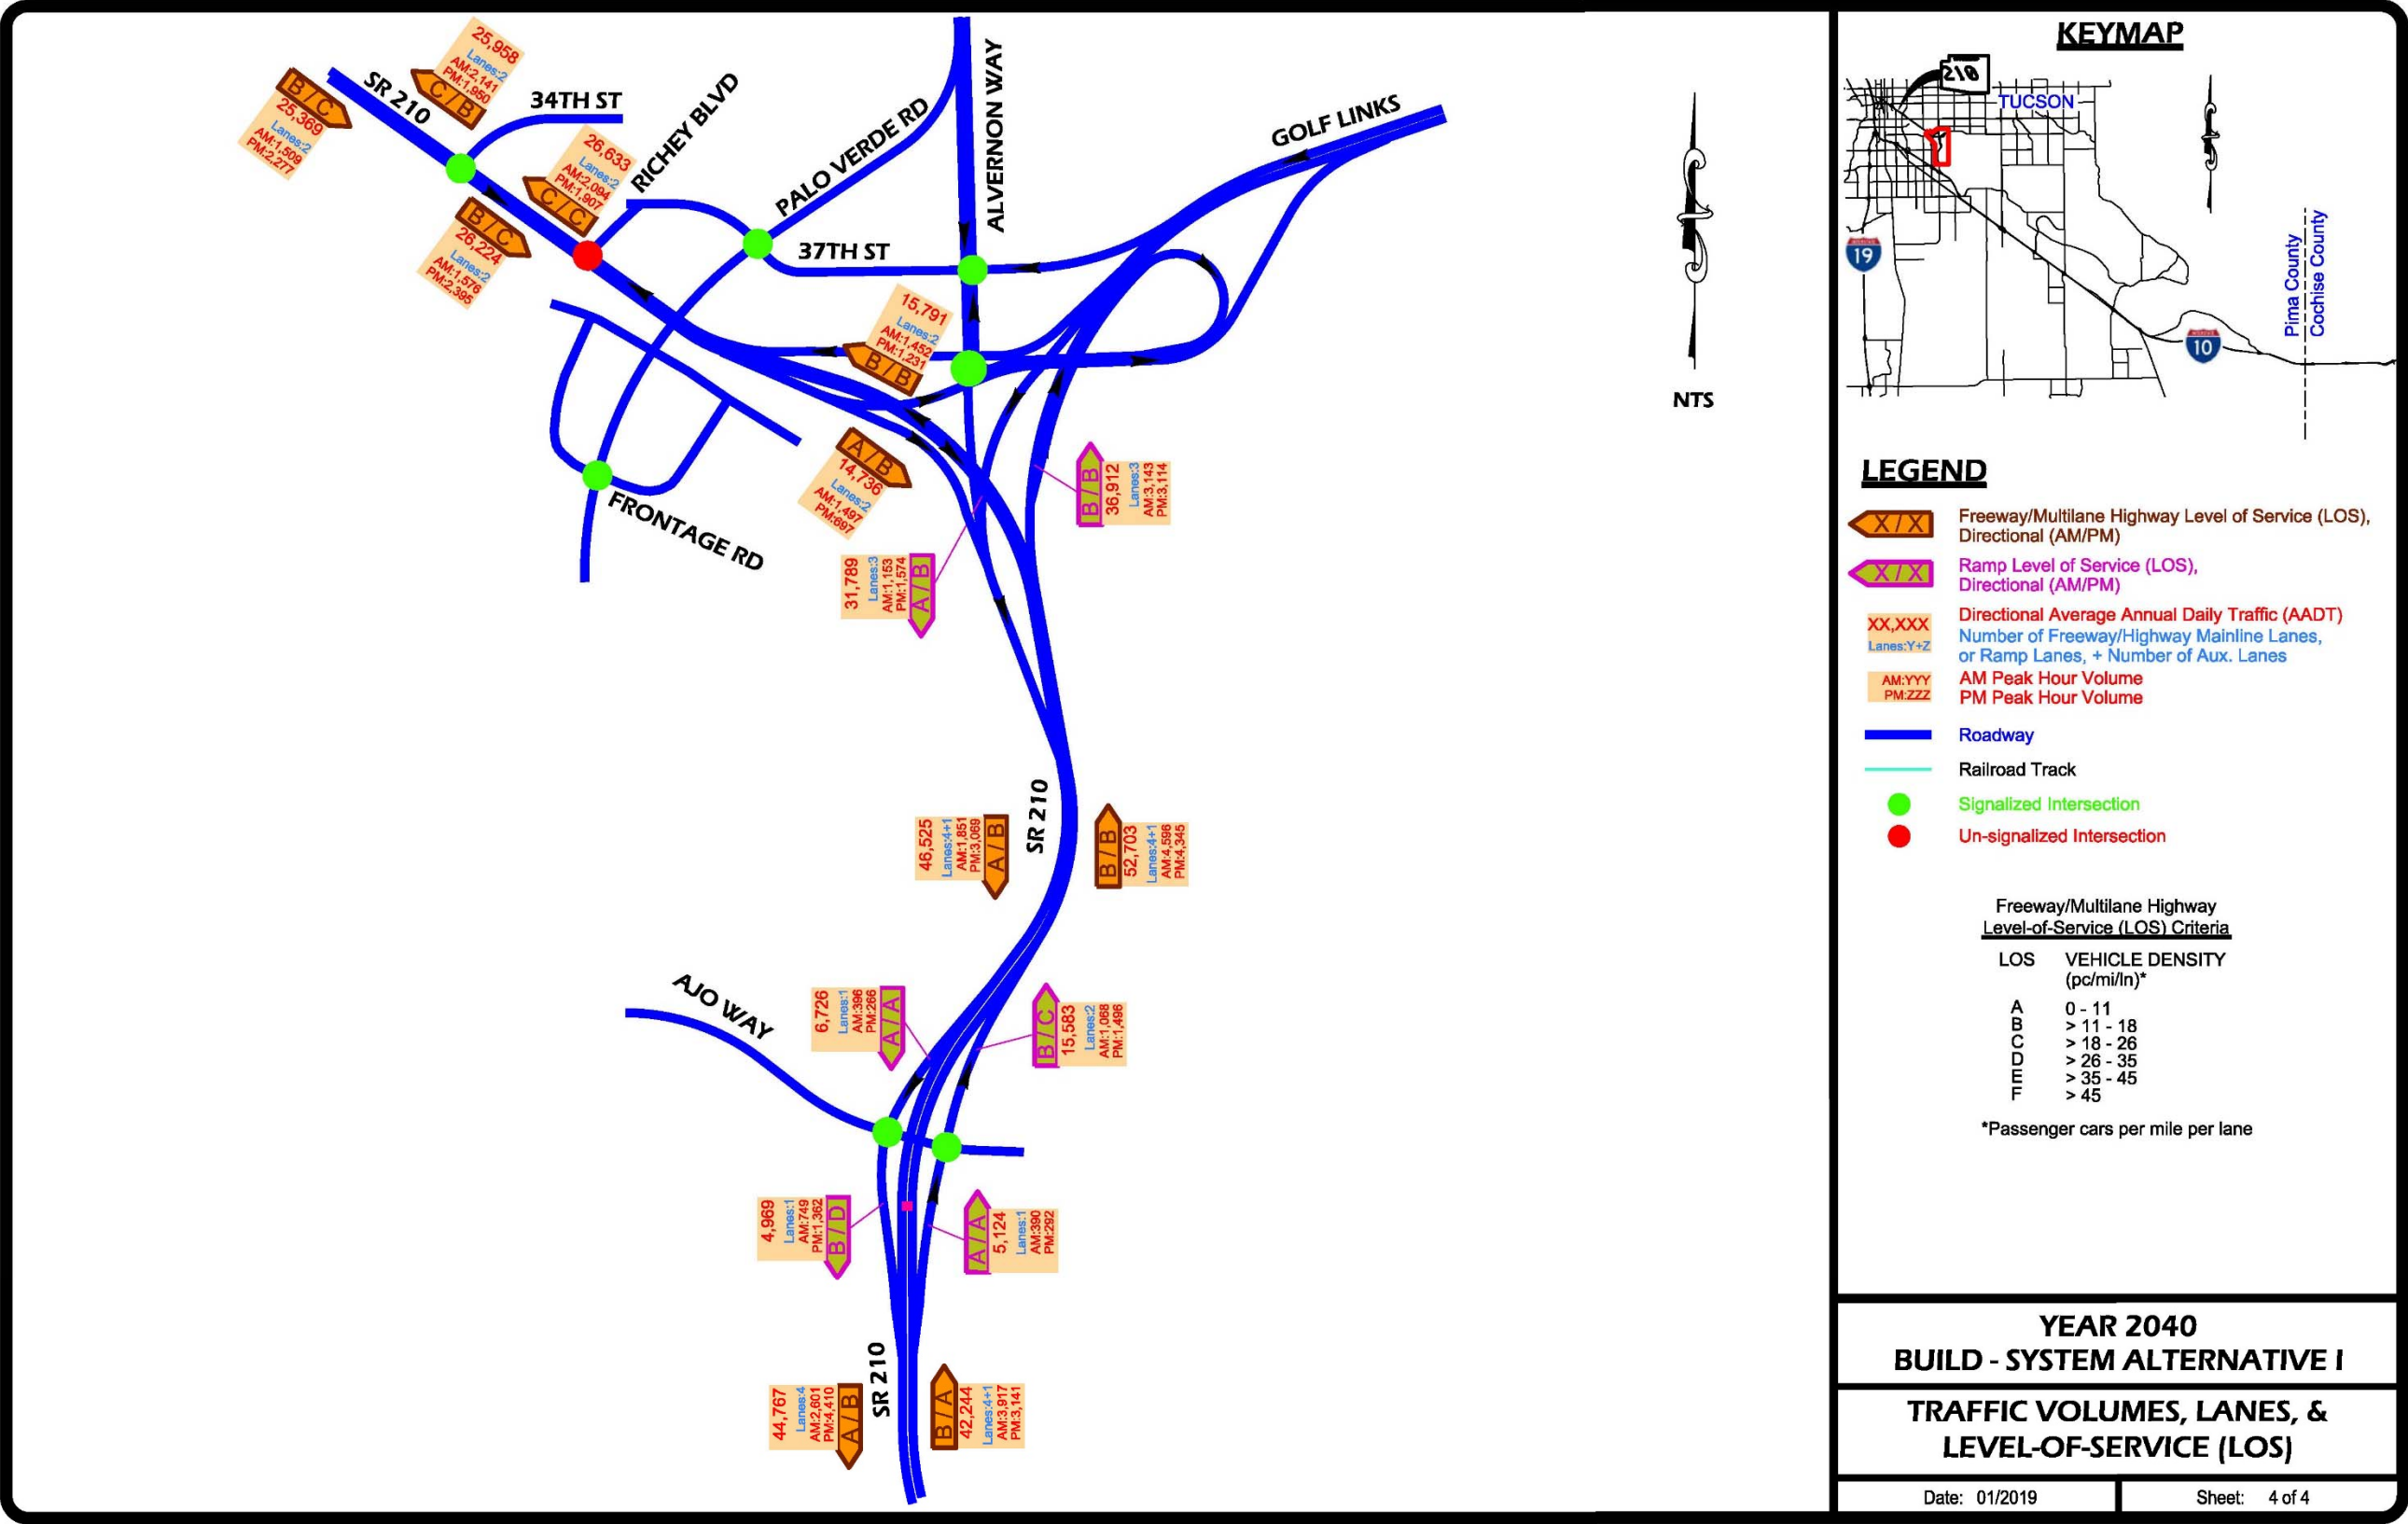 25,958
Lanes:2
AM:2,141
PM:1,950
C / B
SR 210
B / C
25,369
Lanes:2
AM:1,509
PM:2,277
34TH ST
26,633
Lanes:2
AM:2,094
PM:1,907
C / C
RICHEY BLVD
B / C
26,224
Lanes:2
AM:1,576
PM:2,395
PALO VERDE RD
ALVERNON WAY
37TH ST
GOLF LINKS
15,791
Lanes:2
AM:1,452
PM:1,231
B / B
NTS
A / B
14,736
Lanes:2
AM:1,497
PM:697
B / B
36,912
Lanes:3
AM:3,143
PM:3,114
FRONTAGE RD
31,789
Lanes:3
AM:1,153
PM:1,574
A / B
SR 210
46,525
Lanes:4+1
AM:1,851
PM:3,069
A / B
B / B
52,703
Lanes:4+1
AM:4,596
PM:4,345
AJO WAY
6,726
Lanes:1
AM:396
PM:266
A / A
B / C
15,583
Lanes:2
AM:1,068
PM:1,496
4,969
Lanes:1
AM:749
PM:1,362
B / D
A / A
5,124
Lanes:1
AM:390
PM:292
SR 210
44,767
Lanes:4
AM:2,601
PM:4,410
A / B
B / A
42,244
Lanes:4+1
AM:3,917
PM:3,141
KEYMAP
210
TUCSON
19
10
Pima County
Cochise County
LEGEND
X / X
Freeway/Multilane Highway Level of Service (LOS),
Directional (AM/PM)
X / X
Ramp Level of Service (LOS),
Directional (AM/PM)
XX,XXX
Lanes:Y+Z
Directional Average Annual Daily Traffic (AADT)
Number of Freeway/Highway Mainline Lanes,
or Ramp Lanes, + Number of Aux. Lanes
AM:YYY
PM:ZZZ
AM Peak Hour Volume
PM Peak Hour Volume
Roadway
Railroad Track
Signalized Intersection
Un-signalized Intersection
Freeway/Multilane Highway
Level-of-Service (LOS) Criteria
LOS VEHICLE DENSITY
(pc/mi/ln)*
A 0 - 11
B > 11 - 18
C > 18 - 26
D > 26 - 35
E > 35 - 45
F > 45
*Passenger cars per mile per lane
YEAR 2040
BUILD - SYSTEM ALTERNATIVE I
TRAFFIC VOLUMES, LANES, &
LEVEL-OF-SERVICE (LOS)
Date: 01/2019
Sheet: 4 of 4